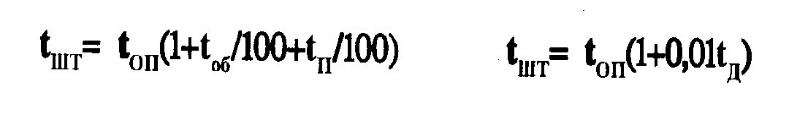 tшт= tоп(1+tоб/100+tп/100) tшт= tоп(1+0,01tд)